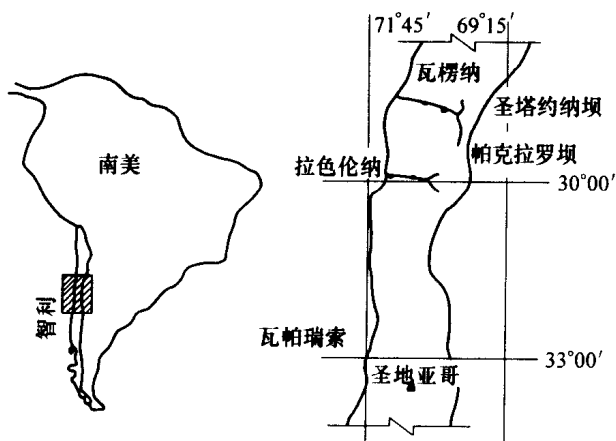 71°45′ 69°15′
瓦楞纳
圣塔约纳坝
南美
拉色伦纳
帕克拉罗坝
30°00′
智利
瓦帕瑞索
33°00′
圣地亚哥